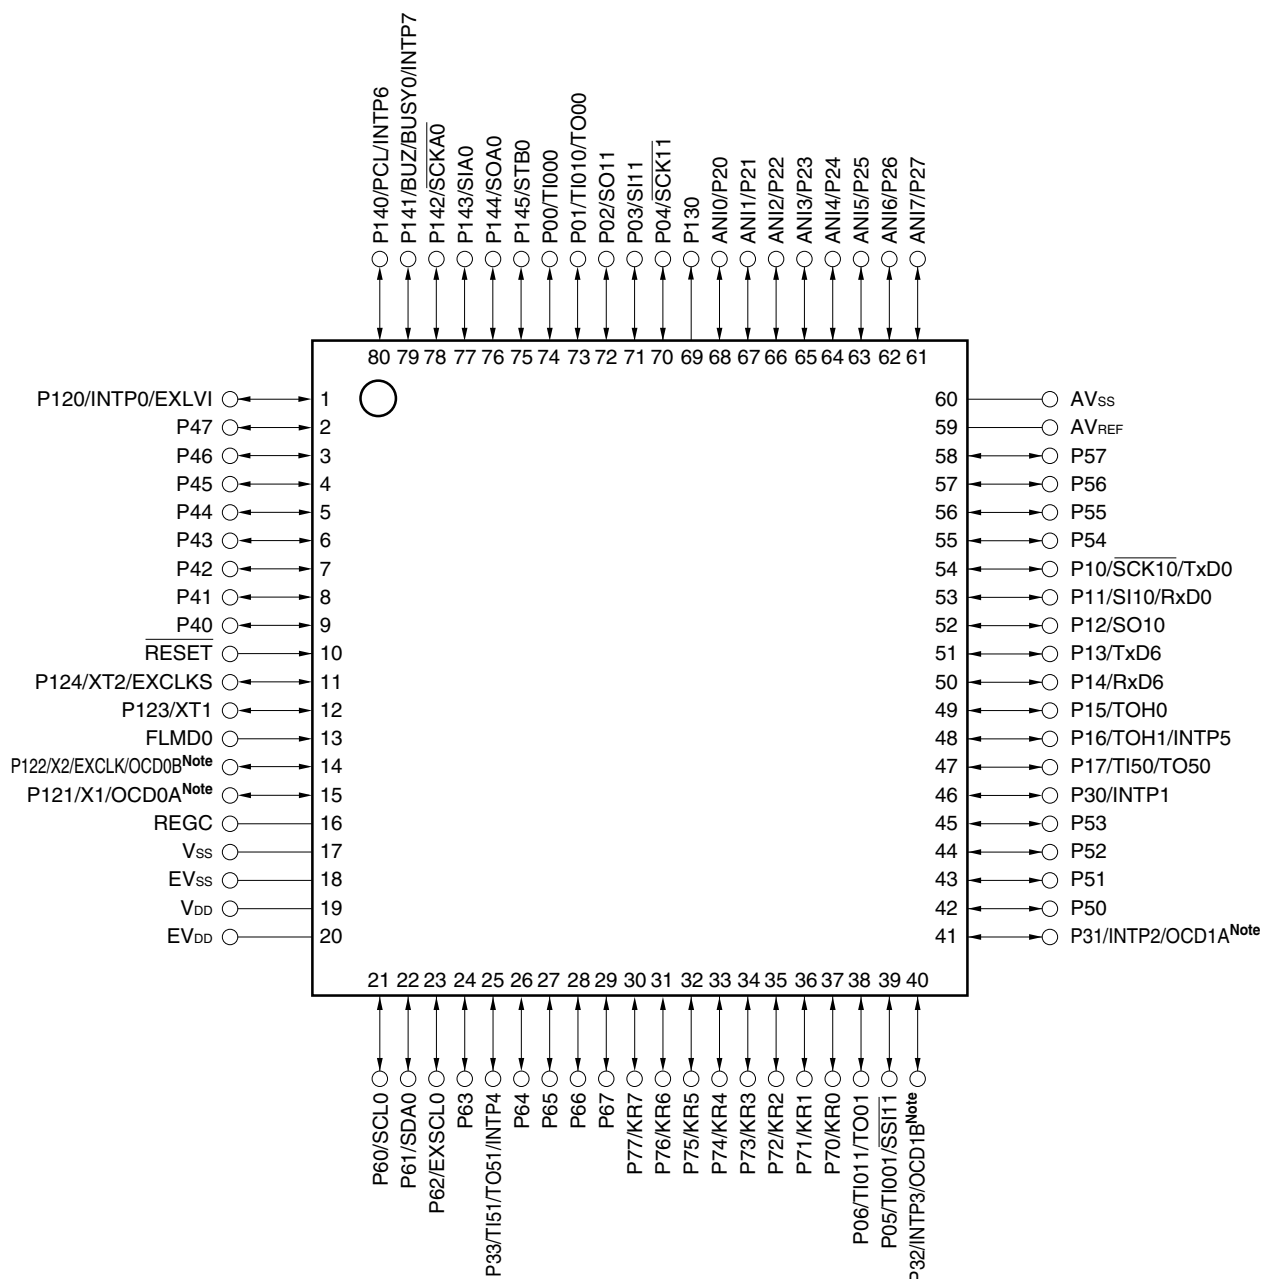 P140/PCL/INTP6
P141/BUZ/BUSY0/INTP7
P142/SCKA0
P143/SIA0
P144/SOA0
P145/STB0
P00/TI000
P01/TI010/TO00
P02/SO11
P03/SI11
P04/SCK11
P130
ANI0/P20
ANI1/P21
ANI2/P22
ANI3/P23
ANI4/P24
ANI5/P25
ANI6/P26
ANI7/P27
80 79 78 77 76 75 74 73 72 71 70 69 68 67 66 65 64 63 62 61
P120/INTP0/EXLVI 1
P47 2
P46 3
P45 4
P44 5
P43 6
P42 7
P41 8
P40 9
RESET 10
P124/XT2/EXCLKS 11
P123/XT1 12
FLMD0 13
P122/X2/EXCLK/OCD0BNote 14
P121/X1/OCD0ANote 15
REGC 16
VSS 17
EVSS 18
VDD 19
EVDD 20
60 AVSS
59 AVREF
58 P57
57 P56
56 P55
55 P54
54 P10/SCK10/TxD0
53 P11/SI10/RxD0
52 P12/SO10
51 P13/TxD6
50 P14/RxD6
49 P15/TOH0
48 P16/TOH1/INTP5
47 P17/TI50/TO50
46 P30/INTP1
45 P53
44 P52
43 P51
42 P50
41 P31/INTP2/OCD1ANote
21 22 23 24 25 26 27 28 29 30 31 32 33 34 35 36 37 38 39 40
P60/SCL0
P61/SDA0
P62/EXSCL0
P63
P33/TI51/TO51/INTP4
P64
P65
P66
P67
P77/KR7
P76/KR6
P75/KR5
P74/KR4
P73/KR3
P72/KR2
P71/KR1
P70/KR0
P06/TI011/TO01
P05/TI001/SSI11
P32/INTP3/OCD1BNote